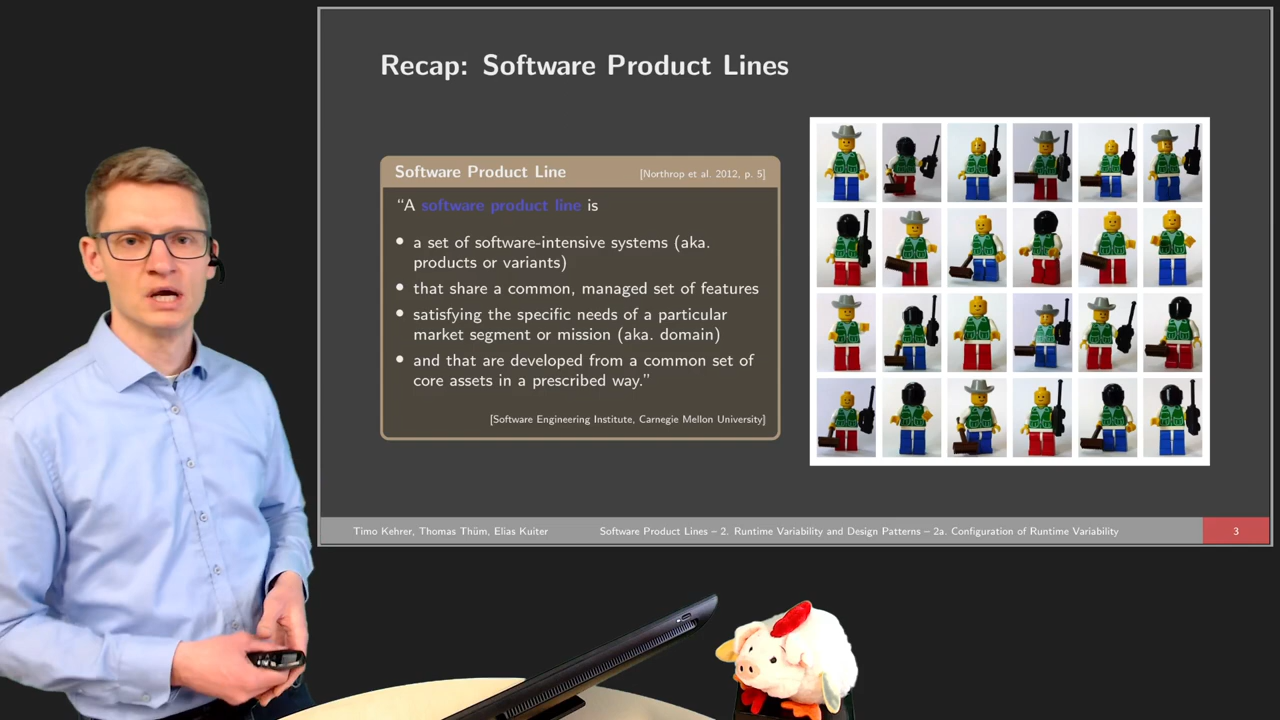 Recap: Software Product Lines
Software Product Line
[Northrop et al. 2012, p. 5]
“A software product line is
• a set of software-intensive systems (aka.
products or variants)
• that share a common, managed set of features
• satisfying the specific needs of a particular
market segment or mission (aka. domain)
• and that are developed from a common set of
core assets in a prescribed way.”
[Software Engineering Institute, Carnegie Mellon University]
Timo Kehrer, Thomas Thüm, Elias Kuiter
Software Product Lines – 2. Runtime Variability and Design Patterns – 2a. Configuration of Runtime Variability
3